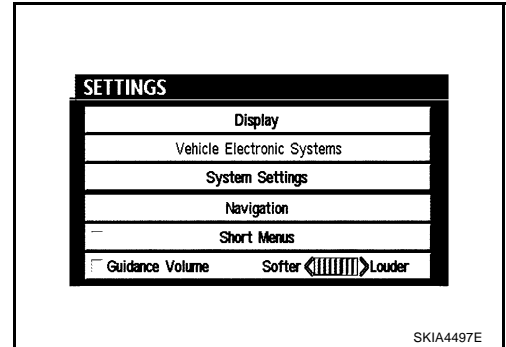 SETTINGS
Display
Vehicle Electronic Systems
System Settings
Navigation
Short Menus
Guidance Volume Softer Louder
SKIA4497E